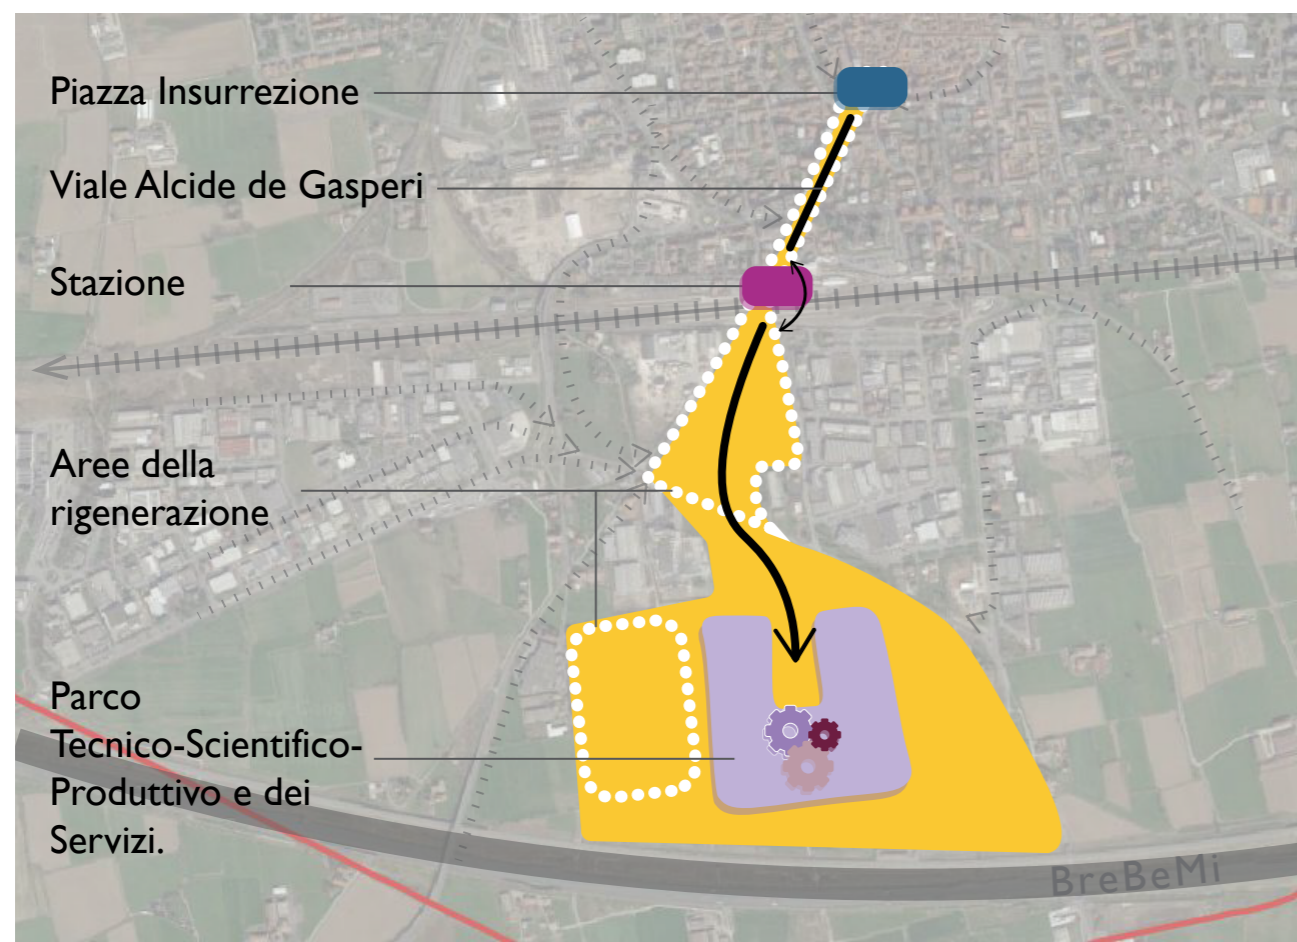 Piazza Insurrezione
Viale Alcide de Gasperi
Stazione
Aree della
rigenerazione
Parco
Tecnico-Scientifico-
Produttivo e dei
Servizi.
BreBeMi